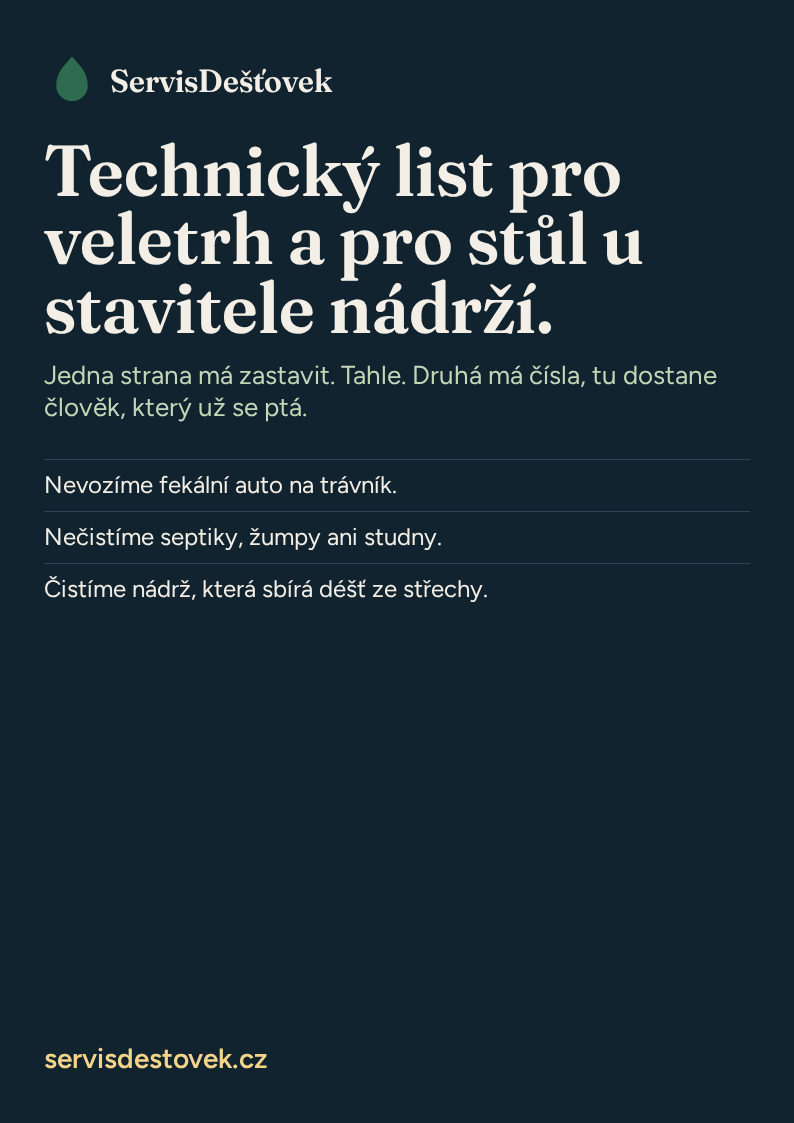 ServisDešťovek
Technický list pro
veletrh a pro stůl u
stavitele nádrží.
Jedna strana má zastavit. Tahle. Druhá má čísla, tu dostane
člověk, který už se ptá.
Nevozíme fekální auto na trávník.
Nečistíme septiky, žumpy ani studny.
Čistíme nádrž, která sbírá déšť ze střechy.
servisdestovek.cz